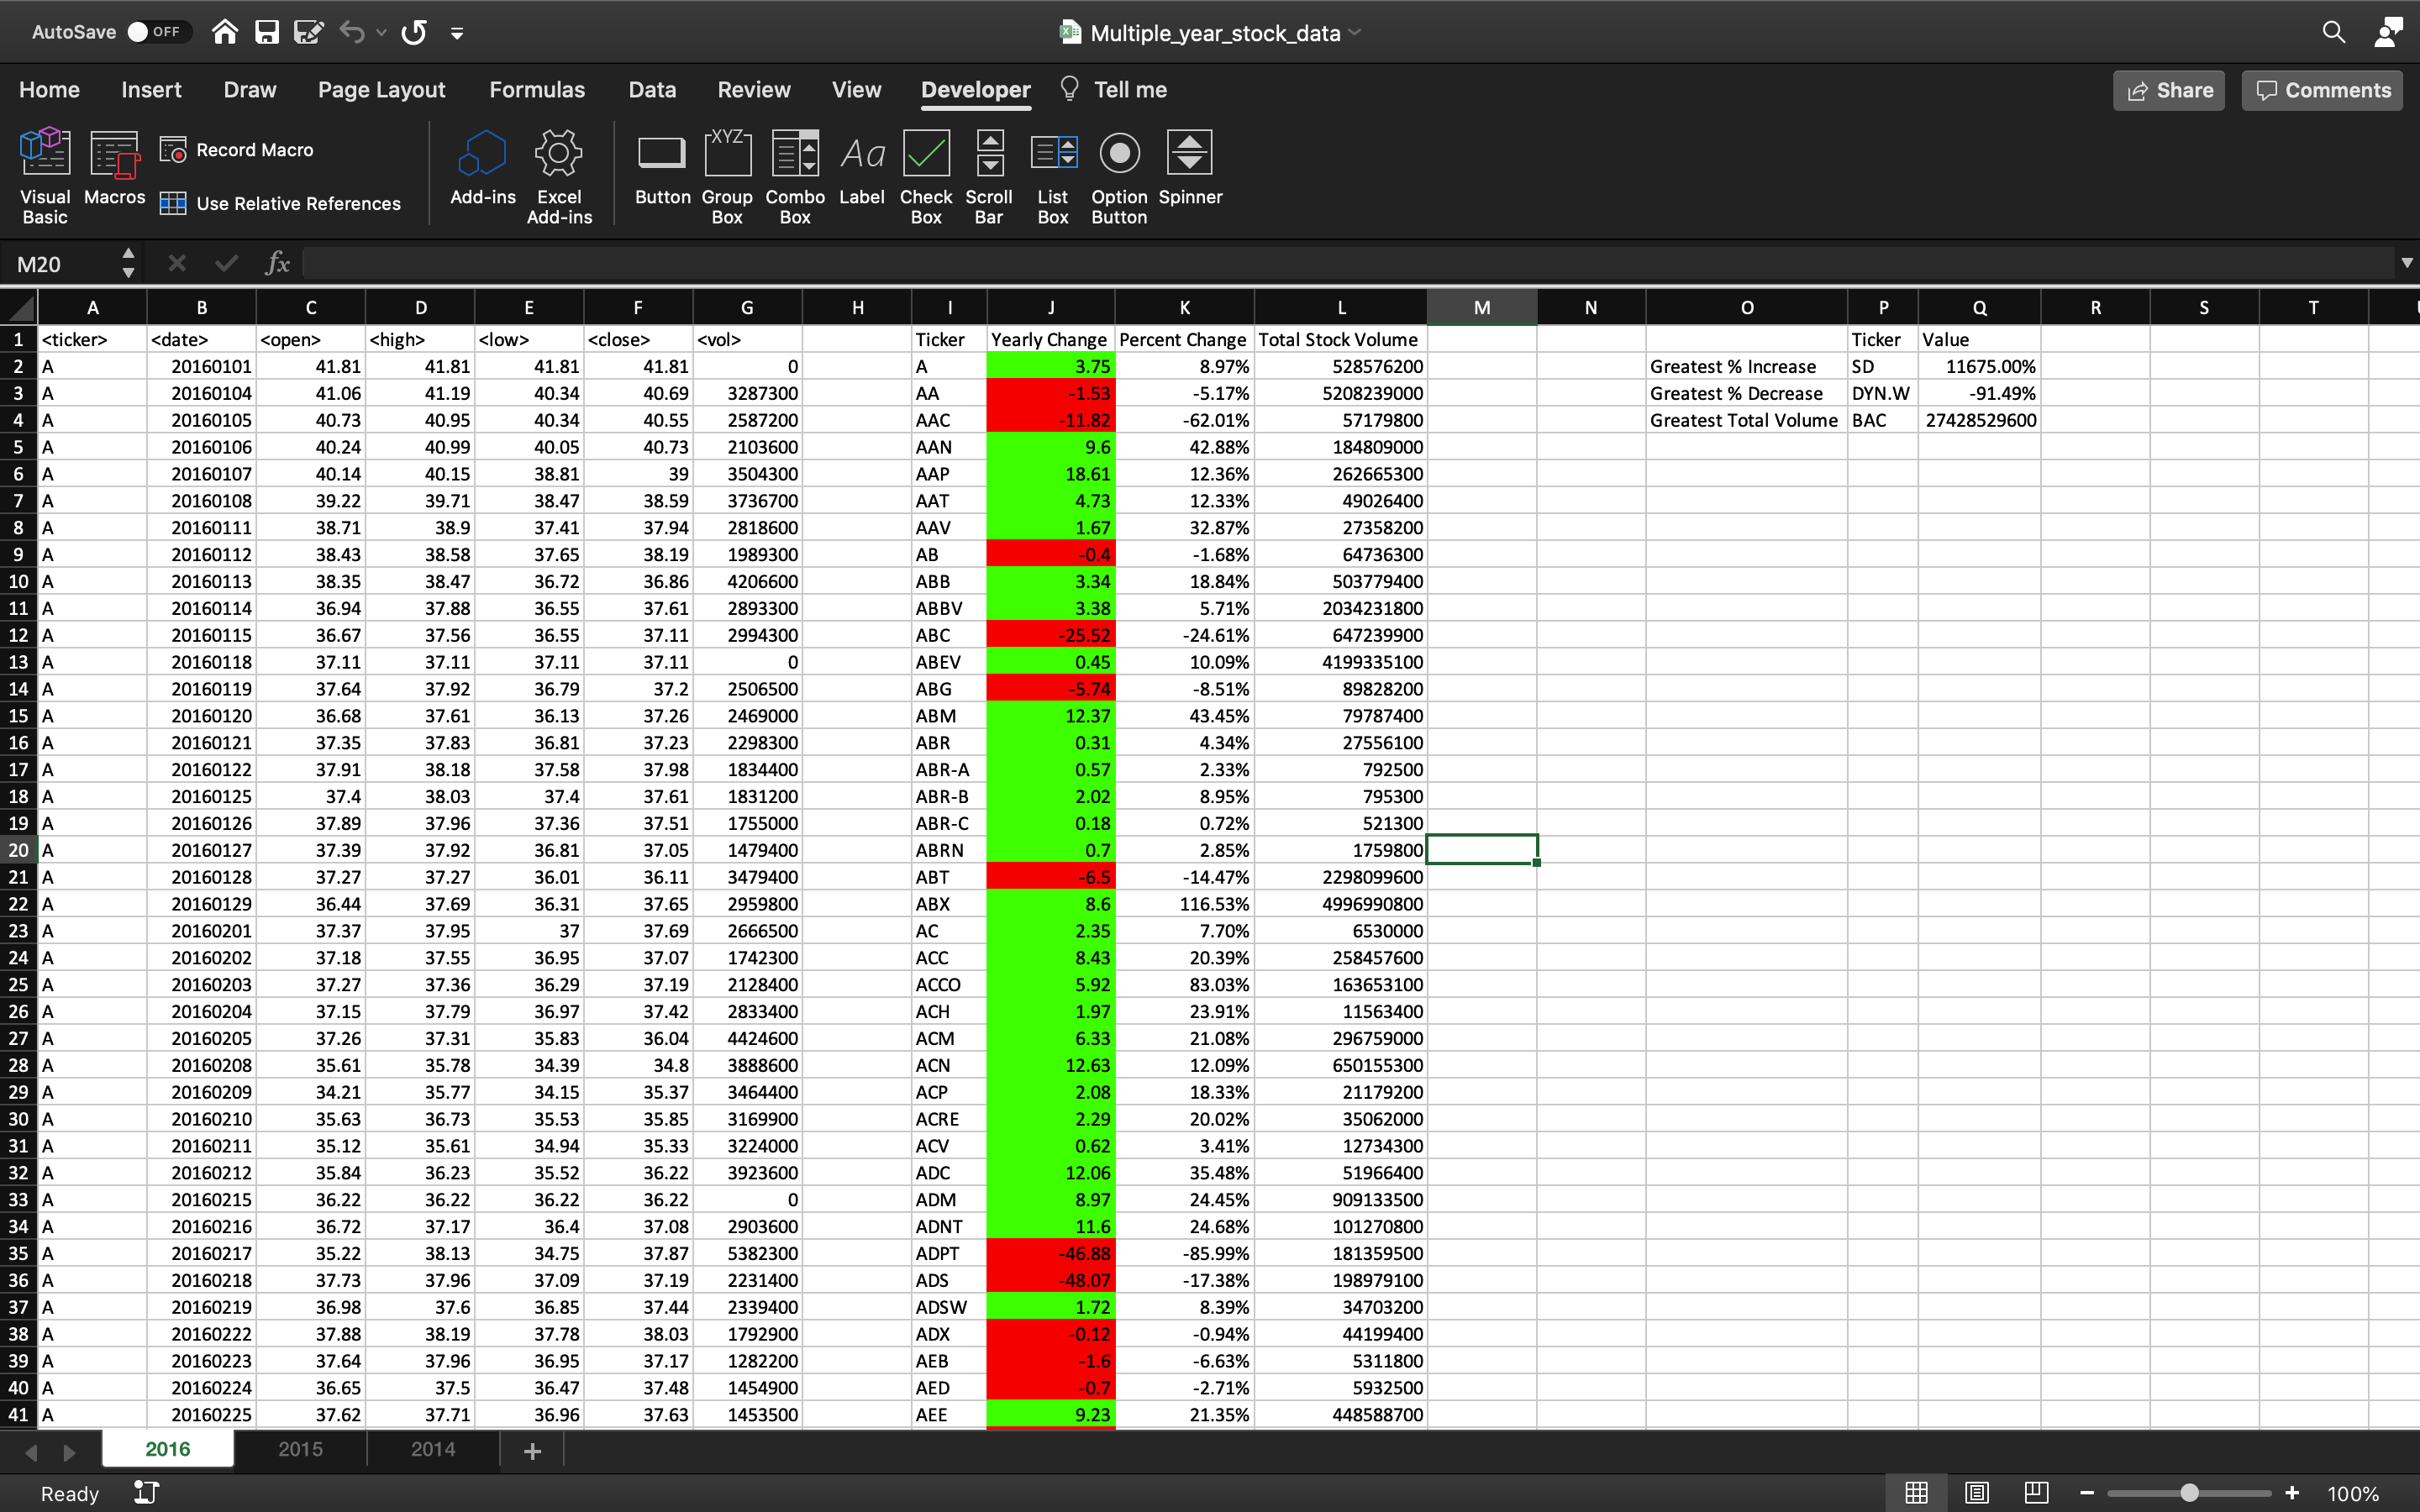 AutoSave OFF Multiple_year_stock_data
Home Insert Draw Page Layout Formulas Data Review View Developer Tell me Share Comments
Visual Basic Macros Record Macro Use Relative References Add-ins Excel Add-ins Button Group Box Combo Box Label Check Box Scroll Bar List Box Option Button Spinner
XYZ Aa
M20 fx
A B C D E F G H I J K L M N O P Q R S T
1 <ticker> <date> <open> <high> <low> <close> <vol> Ticker Yearly Change Percent Change Total Stock Volume Ticker Value
2 A 20160101 41.81 41.81 41.81 41.81 0 A 3.75 8.97% 528576200 Greatest % Increase SD 11675.00%
3 A 20160104 41.06 41.19 40.34 40.69 3287300 AA -1.53 -5.17% 5208239000 Greatest % Decrease DYN.W -91.49%
4 A 20160105 40.73 40.95 40.34 40.55 2587200 AAC -11.82 -62.01% 57179800 Greatest Total Volume BAC 27428529600
5 A 20160106 40.24 40.99 40.05 40.73 2103600 AAN 9.6 42.88% 184809000
6 A 20160107 40.14 40.15 38.81 39 3504300 AAP 18.61 12.36% 262665300
7 A 20160108 39.22 39.71 38.47 38.59 3736700 AAT 4.73 12.33% 49026400
8 A 20160111 38.71 38.9 37.41 37.94 2818600 AAV 1.67 32.87% 27358200
9 A 20160112 38.43 38.58 37.65 38.19 1989300 AB -0.4 -1.68% 64736300
10 A 20160113 38.35 38.47 36.72 36.86 4206600 ABB 3.34 18.84% 503779400
11 A 20160114 36.94 37.88 36.55 37.61 2893300 ABBV 3.38 5.71% 2034231800
12 A 20160115 36.67 37.56 36.55 37.11 2994300 ABC -25.52 -24.61% 647239900
13 A 20160118 37.11 37.11 37.11 37.11 0 ABEV 0.45 10.09% 4199335100
14 A 20160119 37.64 37.92 36.79 37.2 2506500 ABG -5.74 -8.51% 89828200
15 A 20160120 36.68 37.61 36.13 37.26 2469000 ABM 12.37 43.45% 79787400
16 A 20160121 37.35 37.83 36.81 37.23 2298300 ABR 0.31 4.34% 27556100
17 A 20160122 37.91 38.18 37.58 37.98 1834400 ABR-A 0.57 2.33% 792500
18 A 20160125 37.4 38.03 37.4 37.61 1831200 ABR-B 2.02 8.95% 795300
19 A 20160126 37.89 37.96 37.36 37.51 1755000 ABR-C 0.18 0.72% 521300
20 A 20160127 37.39 37.92 36.81 37.05 1479400 ABRN 0.7 2.85% 1759800
21 A 20160128 37.27 37.27 36.01 36.11 3479400 ABT -6.5 -14.47% 2298099600
22 A 20160129 36.44 37.69 36.31 37.65 2959800 ABX 8.6 116.53% 4996990800
23 A 20160201 37.37 37.95 37 37.69 2666500 AC 2.35 7.70% 6530000
24 A 20160202 37.18 37.55 36.95 37.07 1742300 ACC 8.43 20.39% 258457600
25 A 20160203 37.27 37.36 36.29 37.19 2128400 ACCO 5.92 83.03% 163653100
26 A 20160204 37.15 37.79 36.97 37.42 2833400 ACH 1.97 23.91% 11563400
27 A 20160205 37.26 37.31 35.83 36.04 4424600 ACM 6.33 21.08% 296759000
28 A 20160208 35.61 35.78 34.39 34.8 3888600 ACN 12.63 12.09% 650155300
29 A 20160209 34.21 35.77 34.15 35.37 3464400 ACP 2.08 18.33% 21179200
30 A 20160210 35.63 36.73 35.53 35.85 3169900 ACRE 2.29 20.02% 35062000
31 A 20160211 35.12 35.61 34.94 35.33 3224000 ACV 0.62 3.41% 12734300
32 A 20160212 35.84 36.23 35.52 36.22 3923600 ADC 12.06 35.48% 51966400
33 A 20160215 36.22 36.22 36.22 36.22 0 ADM 8.97 24.45% 909133500
34 A 20160216 36.72 37.17 36.4 37.08 2903600 ADNT 11.6 24.68% 101270800
35 A 20160217 35.22 38.13 34.75 37.87 5382300 ADPT -46.88 -85.99% 181359500
36 A 20160218 37.73 37.96 37.09 37.19 2231400 ADS -48.07 -17.38% 198979100
37 A 20160219 36.98 37.6 36.85 37.44 2339400 ADSW 1.72 8.39% 34703200
38 A 20160222 37.88 38.19 37.78 38.03 1792900 ADX -0.12 -0.94% 44199400
39 A 20160223 37.64 37.96 36.95 37.17 1282200 AEB -1.6 -6.63% 5311800
40 A 20160224 36.65 37.5 36.47 37.48 1454900 AED -0.7 -2.71% 5932500
41 A 20160225 37.62 37.71 36.96 37.63 1453500 AEE 9.23 21.35% 448588700
2016 2015 2014 +
Ready 100%